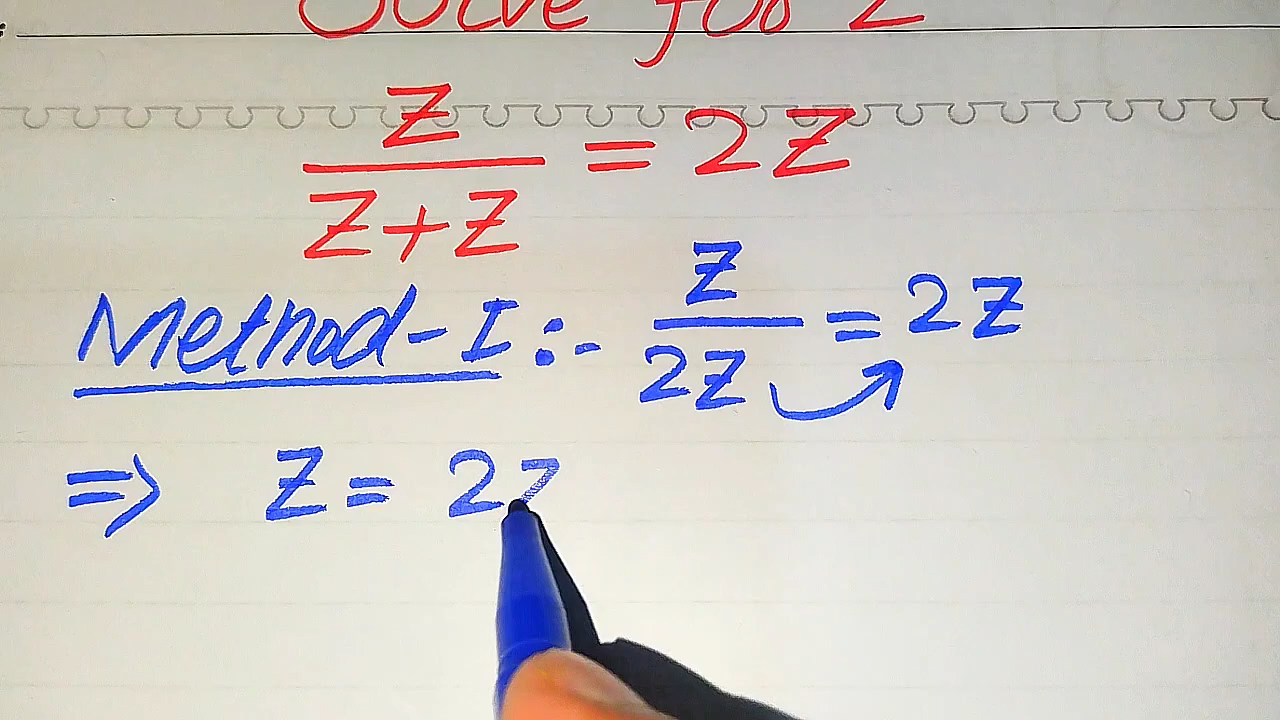 Solve for Z
Z/(Z+Z) = 2Z
Method-I :- Z/2Z = 2Z
=> Z = 2Z